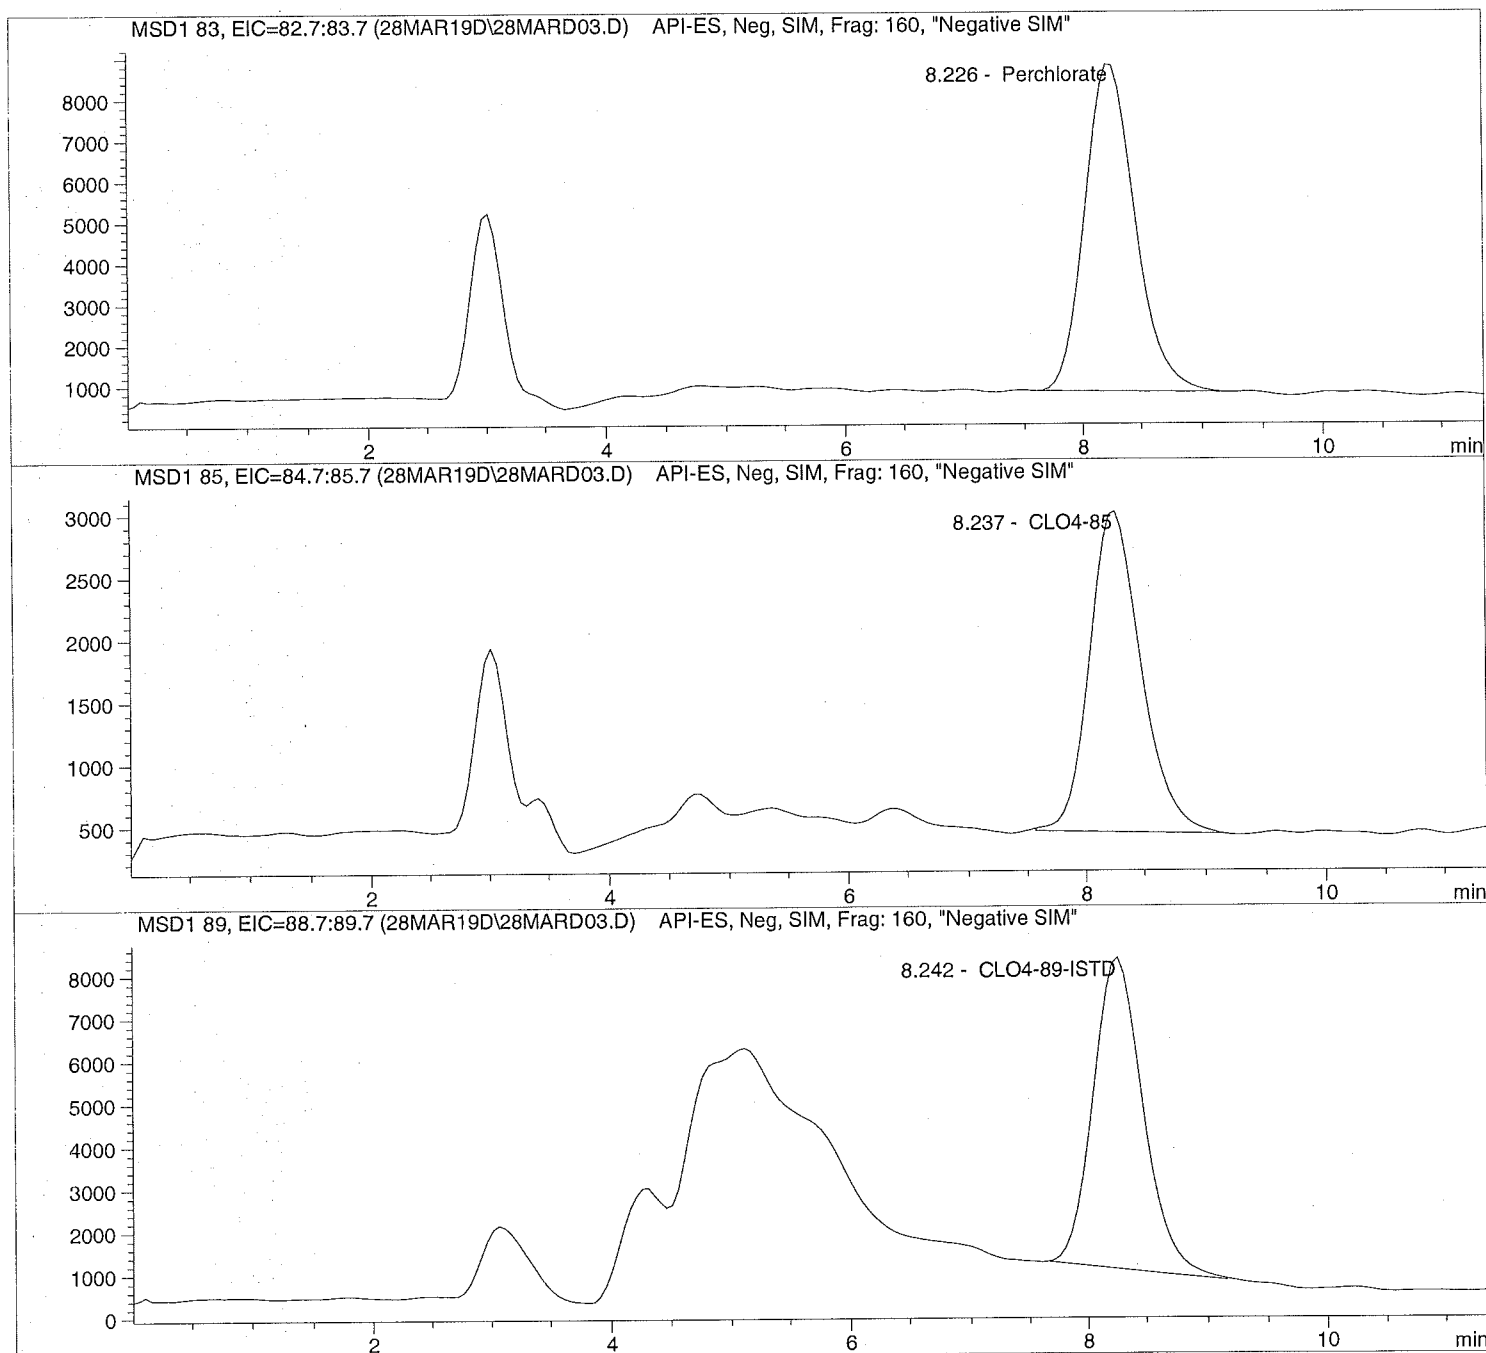 MSD1 83, EIC=82.7:83.7 (28MAR19D\28MARD03.D) API-ES, Neg, SIM, Frag: 160, "Negative SIM"
8.226 - Perchlorate
8000
7000
6000
5000
4000
3000
2000
1000
2 4 6 8 10 min
MSD1 85, EIC=84.7:85.7 (28MAR19D\28MARD03.D) API-ES, Neg, SIM, Frag: 160, "Negative SIM"
8.237 - CLO4-85
3000
2500
2000
1500
1000
500
2 4 6 8 10 min
MSD1 89, EIC=88.7:89.7 (28MAR19D\28MARD03.D) API-ES, Neg, SIM, Frag: 160, "Negative SIM"
8.242 - CLO4-89-ISTD
8000
7000
6000
5000
4000
3000
2000
1000
0
2 4 6 8 10 min